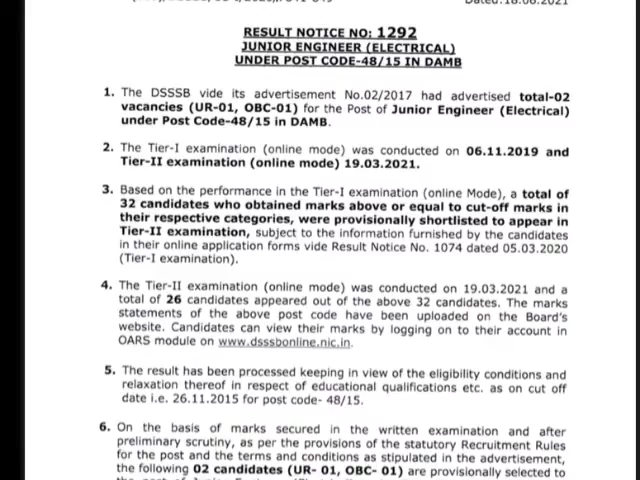 Dated:18.06.2021
RESULT NOTICE NO: 1292
JUNIOR ENGINEER (ELECTRICAL)
UNDER POST CODE-48/15 IN DAMB
1. The DSSSB vide its advertisement No.02/2017 had advertised total-02
vacancies (UR-01, OBC-01) for the Post of Junior Engineer (Electrical)
under Post Code-48/15 in DAMB.
2. The Tier-I examination (online mode) was conducted on 06.11.2019 and
Tier-II examination (online mode) 19.03.2021.
3. Based on the performance in the Tier-I examination (online Mode), a total of
32 candidates who obtained marks above or equal to cut-off marks in
their respective categories, were provisionally shortlisted to appear in
Tier-II examination, subject to the information furnished by the candidates
in their online application forms vide Result Notice No. 1074 dated 05.03.2020
(Tier-I examination).
4. The Tier-II examination (online mode) was conducted on 19.03.2021 and a
total of 26 candidates appeared out of the above 32 candidates. The marks
statements of the above post code have been uploaded on the Board's
website. Candidates can view their marks by logging on to their account in
OARS module on www.dsssbonline.nic.in.
5. The result has been processed keeping in view of the eligibility conditions and
relaxation thereof in respect of educational qualifications etc. as on cut off
date i.e. 26.11.2015 for post code- 48/15.
6. On the basis of marks secured in the written examination and after
preliminary scrutiny, as per the provisions of the statutory Recruitment Rules
for the post and the terms and conditions as stipulated in the advertisement,
the following 02 candidates (UR- 01, OBC- 01) are provisionally selected to